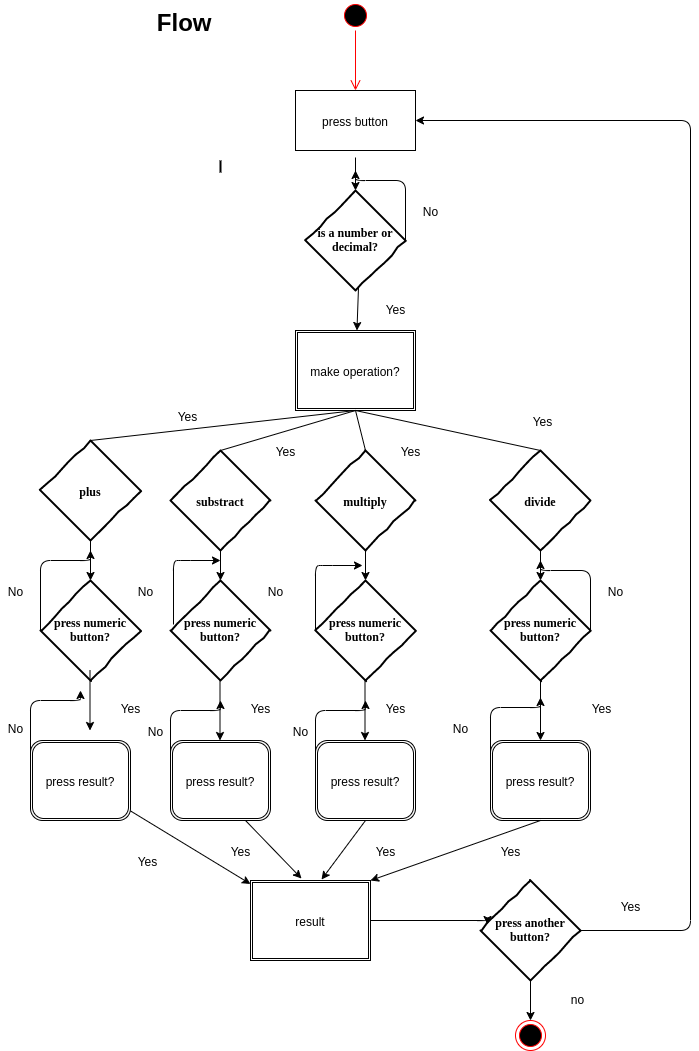 Flow
press button
I
No
is a number or
decimal?
Yes
make operation?
Yes
Yes
Yes
Yes
plus
substract
multiply
divide
No
No
No
No
press numeric
button?
press numeric
button?
press numeric
button?
press numeric
button?
No
Yes
No
Yes
No
Yes
No
Yes
press result?
press result?
press result?
press result?
Yes
Yes
Yes
Yes
result
press another
button?
Yes
no